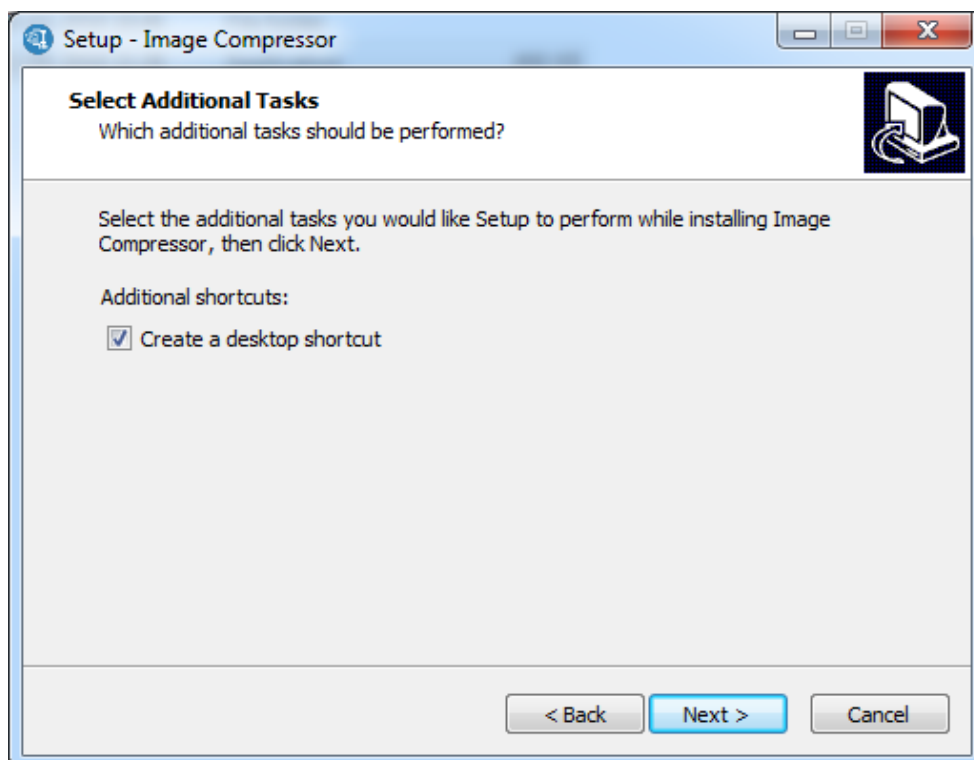 Setup - Image Compressor
Select Additional Tasks
Which additional tasks should be performed?
Select the additional tasks you would like Setup to perform while installing Image
Compressor, then click Next.
Additional shortcuts:
Create a desktop shortcut
< Back
Next >
Cancel